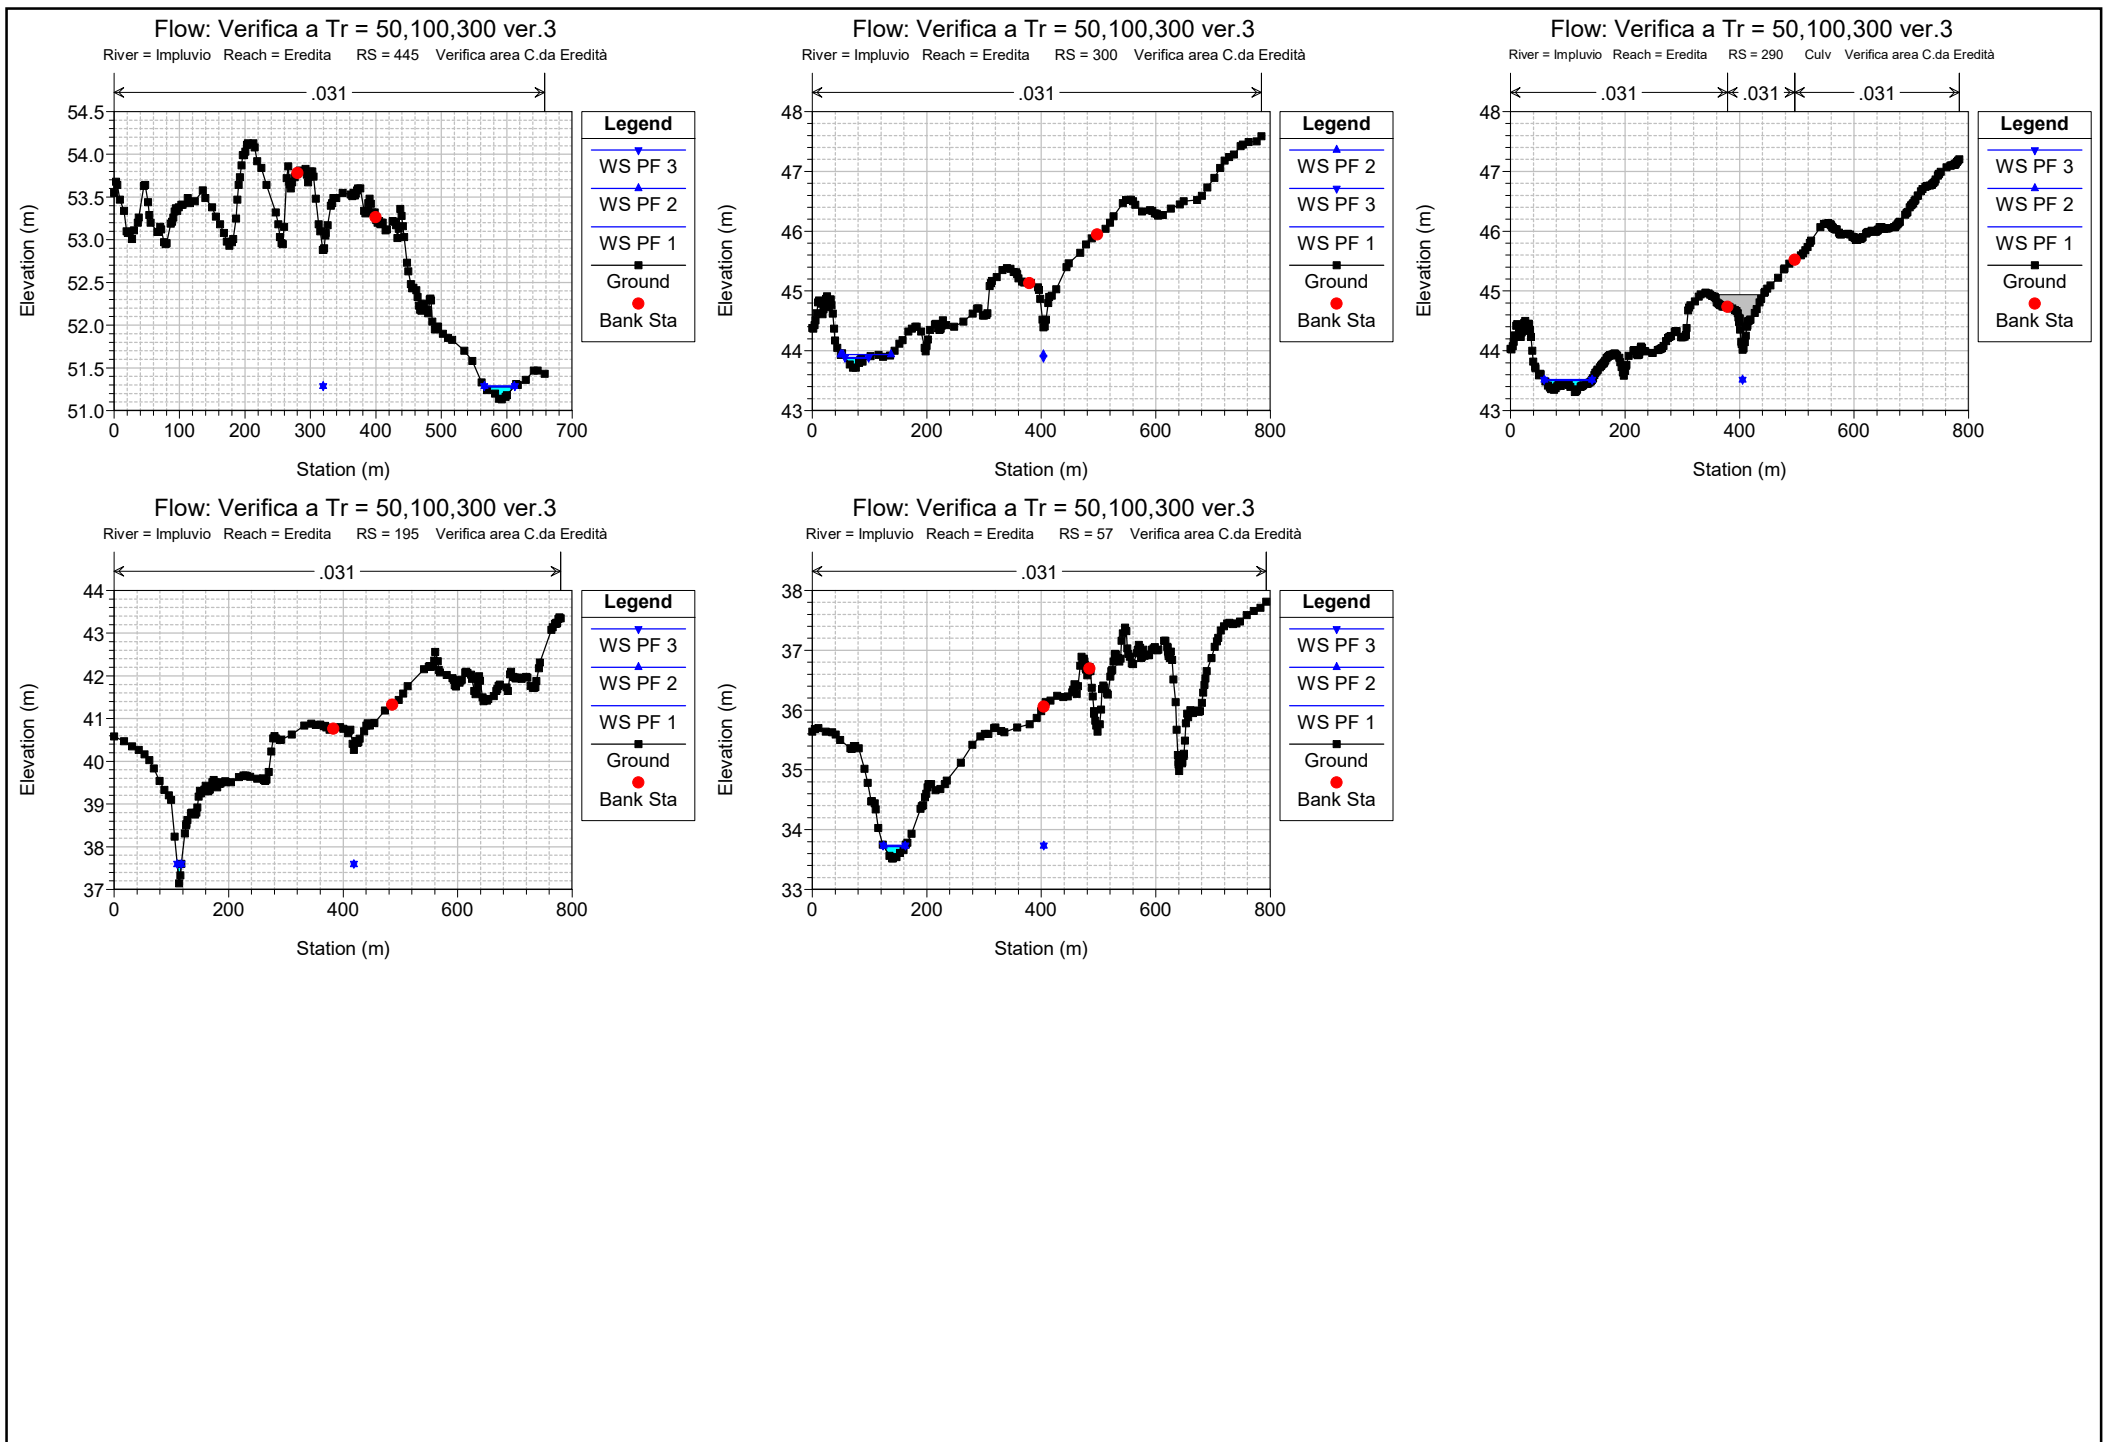 Flow: Verifica a Tr = 50,100,300 ver.3
River = Impluvio Reach = Eredita RS = 445 Verifica area C.da Eredità
.031
54.5
54.0
53.5
53.0
52.5
52.0
51.5
51.0
0 100 200 300 400 500 600 700
Elevation (m)
Station (m)
Legend
WS PF 3
WS PF 2
WS PF 1
Ground
Bank Sta
Flow: Verifica a Tr = 50,100,300 ver.3
River = Impluvio Reach = Eredita RS = 300 Verifica area C.da Eredità
.031
48
47
46
45
44
43
0 200 400 600 800
Elevation (m)
Station (m)
Legend
WS PF 2
WS PF 3
WS PF 1
Ground
Bank Sta
Flow: Verifica a Tr = 50,100,300 ver.3
River = Impluvio Reach = Eredita RS = 290 Culv Verifica area C.da Eredità
.031 .031 .031
48
47
46
45
44
43
0 200 400 600 800
Elevation (m)
Station (m)
Legend
WS PF 3
WS PF 2
WS PF 1
Ground
Bank Sta
Flow: Verifica a Tr = 50,100,300 ver.3
River = Impluvio Reach = Eredita RS = 195 Verifica area C.da Eredità
.031
44
43
42
41
40
39
38
37
0 200 400 600 800
Elevation (m)
Station (m)
Legend
WS PF 3
WS PF 2
WS PF 1
Ground
Bank Sta
Flow: Verifica a Tr = 50,100,300 ver.3
River = Impluvio Reach = Eredita RS = 57 Verifica area C.da Eredità
.031
38
37
36
35
34
33
0 200 400 600 800
Elevation (m)
Station (m)
Legend
WS PF 3
WS PF 2
WS PF 1
Ground
Bank Sta